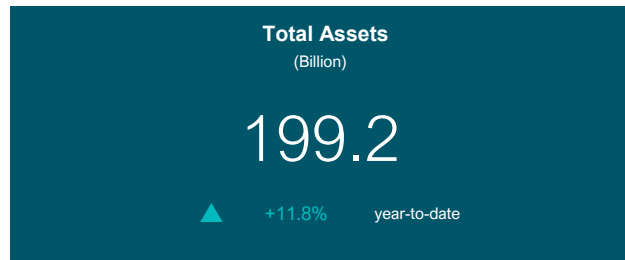 Total Assets
(Billion)
199.2
+11.8% year-to-date